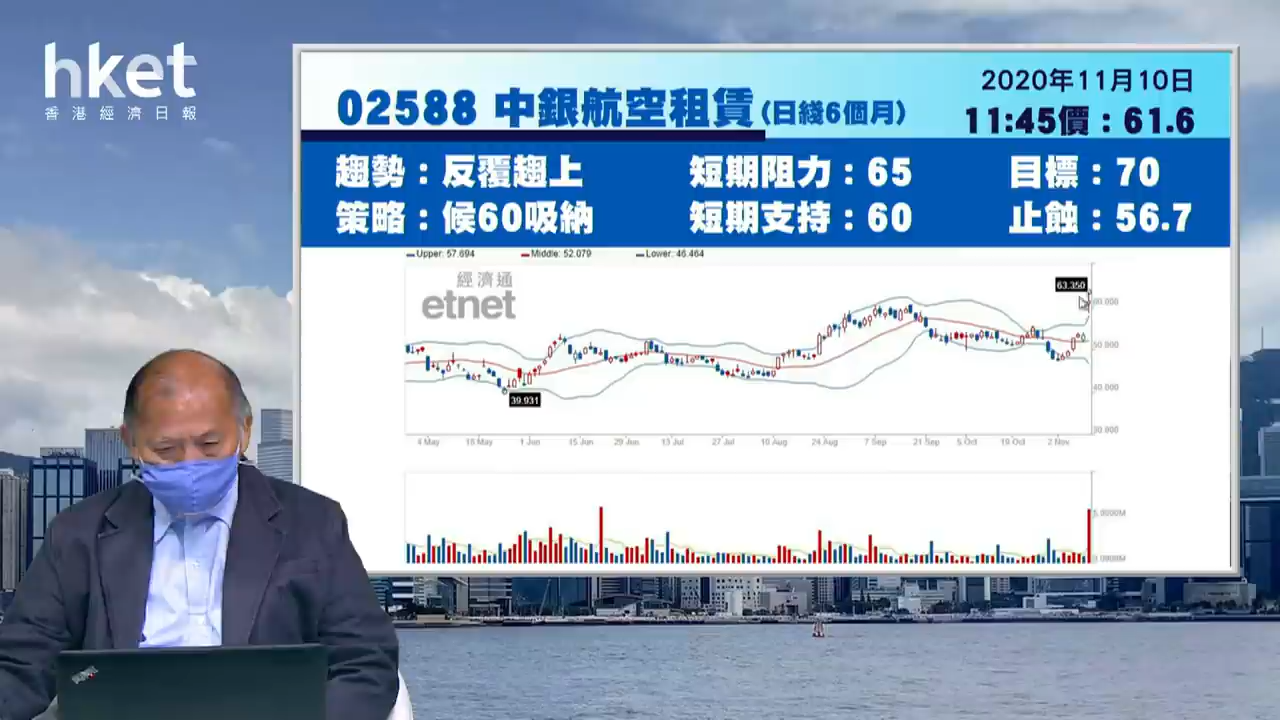 hket
香港經濟日報
02588 中銀航空租賃 (日綫6個月)
2020年11月10日
11:45價：61.6
趨勢：反覆趨上 短期阻力：65 目標：70
策略：候60吸納 短期支持：60 止蝕：56.7
Upper: 57.694 Middle: 52.079 Lower: 46.464
經濟通
etnet
63.350
60.000
50.000
40.000
39.931
30.000
4 May 18 May 1 Jun 15 Jun 29 Jun 13 Jul 27 Jul 10 Aug 24 Aug 7 Sep 21 Sep 5 Oct 19 Oct 2 Nov
5.0000M
0.0000M
ThinkPad